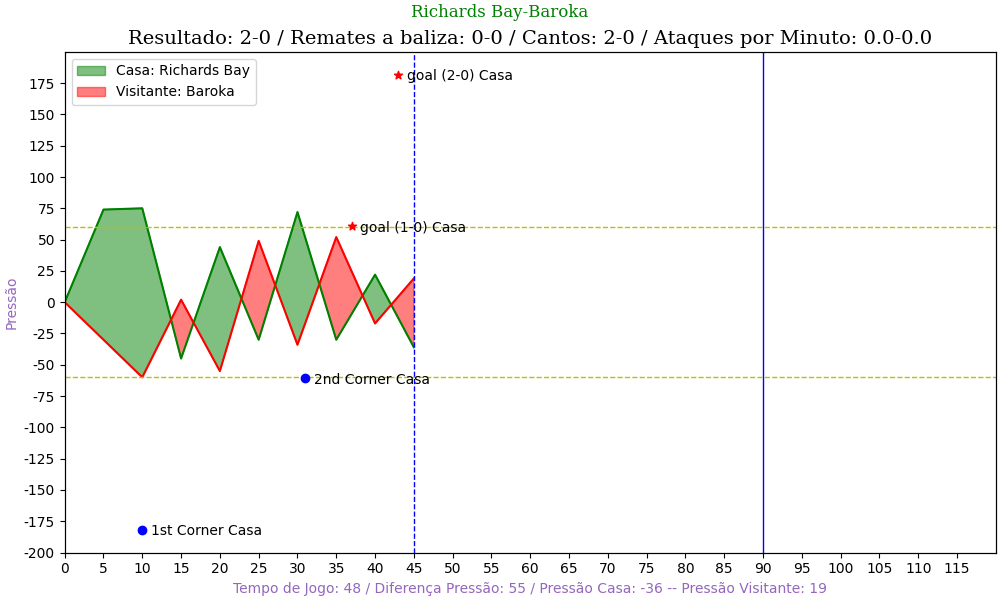 Richards Bay-Baroka
Resultado: 2-0 / Remates a baliza: 0-0 / Cantos: 2-0 / Ataques por Minuto: 0.0-0.0
Casa: Richards Bay
Visitante: Baroka
goal (2-0) Casa
goal (1-0) Casa
2nd Corner Casa
1st Corner Casa
Pressão
175
150
125
100
75
50
25
0
-25
-50
-75
-100
-125
-150
-175
-200
0 5 10 15 20 25 30 35 40 45 50 55 60 65 70 75 80 85 90 95 100 105 110 115
Tempo de Jogo: 48 / Diferença Pressão: 55 / Pressão Casa: -36 -- Pressão Visitante: 19